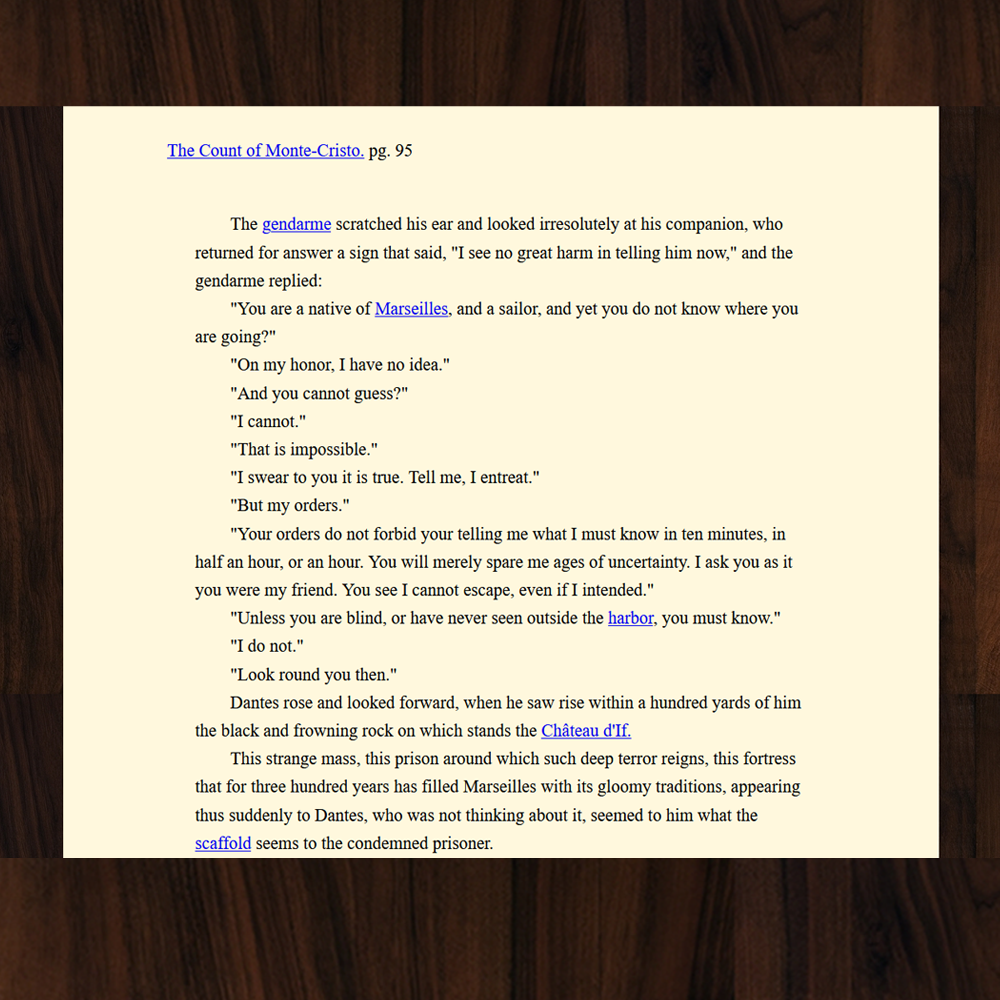 The Count of Monte-Cristo. pg. 95
The gendarme scratched his ear and looked irresolutely at his companion, who
returned for answer a sign that said, "I see no great harm in telling him now," and the
gendarme replied:
"You are a native of Marseilles, and a sailor, and yet you do not know where you
are going?"
"On my honor, I have no idea."
"And you cannot guess?"
"I cannot."
"That is impossible."
"I swear to you it is true. Tell me, I entreat."
"But my orders."
"Your orders do not forbid your telling me what I must know in ten minutes, in
half an hour, or an hour. You will merely spare me ages of uncertainty. I ask you as it
you were my friend. You see I cannot escape, even if I intended."
"Unless you are blind, or have never seen outside the harbor, you must know."
"I do not."
"Look round you then."
Dantes rose and looked forward, when he saw rise within a hundred yards of him
the black and frowning rock on which stands the Château d'If.
This strange mass, this prison around which such deep terror reigns, this fortress
that for three hundred years has filled Marseilles with its gloomy traditions, appearing
thus suddenly to Dantes, who was not thinking about it, seemed to him what the
scaffold seems to the condemned prisoner.